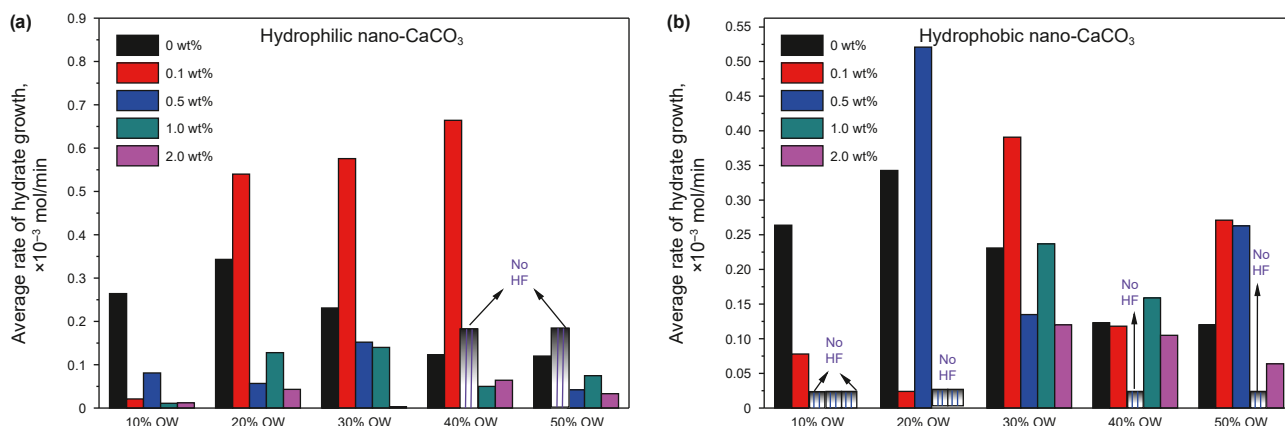 (a)
Hydrophilic nano-CaCO₃
0 wt%
0.1 wt%
0.5 wt%
1.0 wt%
2.0 wt%
No
HF
Average rate of hydrate growth,
×10⁻³ mol/min
0.9
0.8
0.7
0.6
0.5
0.4
0.3
0.2
0.1
0
10% OW
20% OW
30% OW
40% OW
50% OW
(b)
Hydrophobic nano-CaCO₃
0 wt%
0.1 wt%
0.5 wt%
1.0 wt%
2.0 wt%
No
HF
No
HF
No
HF
No
HF
Average rate of hydrate growth,
×10⁻³ mol/min
0.55
0.50
0.45
0.40
0.35
0.30
0.25
0.20
0.15
0.10
0.05
0
10% OW
20% OW
30% OW
40% OW
50% OW